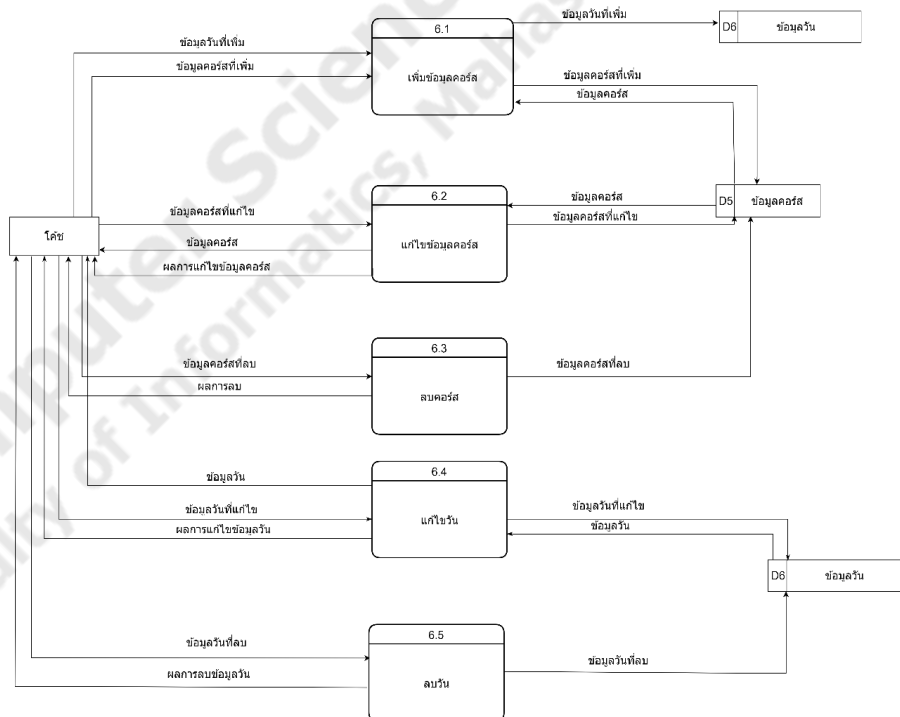 6.1
ข้อมูลวันที่เพิ่ม
D6 ข้อมูลวัน
ข้อมูลวันที่เพิ่ม
ข้อมูลคอร์สที่เพิ่ม
เพิ่มข้อมูลคอร์ส
ข้อมูลคอร์สที่เพิ่ม
ข้อมูลคอร์ส
6.2
ข้อมูลคอร์ส
D5 ข้อมูลคอร์ส
โค้ช
ข้อมูลคอร์สที่แก้ไข
ข้อมูลคอร์สที่แก้ไข
ข้อมูลคอร์ส
แก้ไขข้อมูลคอร์ส
ผลการแก้ไขข้อมูลคอร์ส
6.3
ข้อมูลคอร์สที่ลบ
ข้อมูลคอร์สที่ลบ
ผลการลบ
ลบคอร์ส
6.4
ข้อมูลวัน
ข้อมูลวันที่แก้ไข
ข้อมูลวันที่แก้ไข
แก้ไขวัน
ข้อมูลวัน
ผลการแก้ไขข้อมูลวัน
D6 ข้อมูลวัน
6.5
ข้อมูลวันที่ลบ
ข้อมูลวันที่ลบ
ผลการลบข้อมูลวัน
ลบวัน
mputer Scienc
ulty of Informatics, Mahas